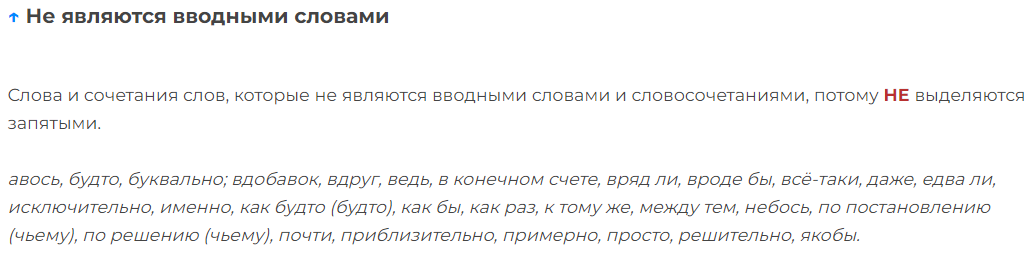 ↑ Не являются вводными словами
Слова и сочетания слов, которые не являются вводными словами и словосочетаниями, потому НЕ выделяются
запятыми.
авось, будто, буквально; вдобавок, вдруг, ведь, в конечном счете, вряд ли, вроде бы, всё-таки, даже, едва ли,
исключительно, именно, как будто (будто), как бы, как раз, к тому же, между тем, небось, по постановлению
(чьему), по решению (чьему), почти, приблизительно, примерно, просто, решительно, якобы.